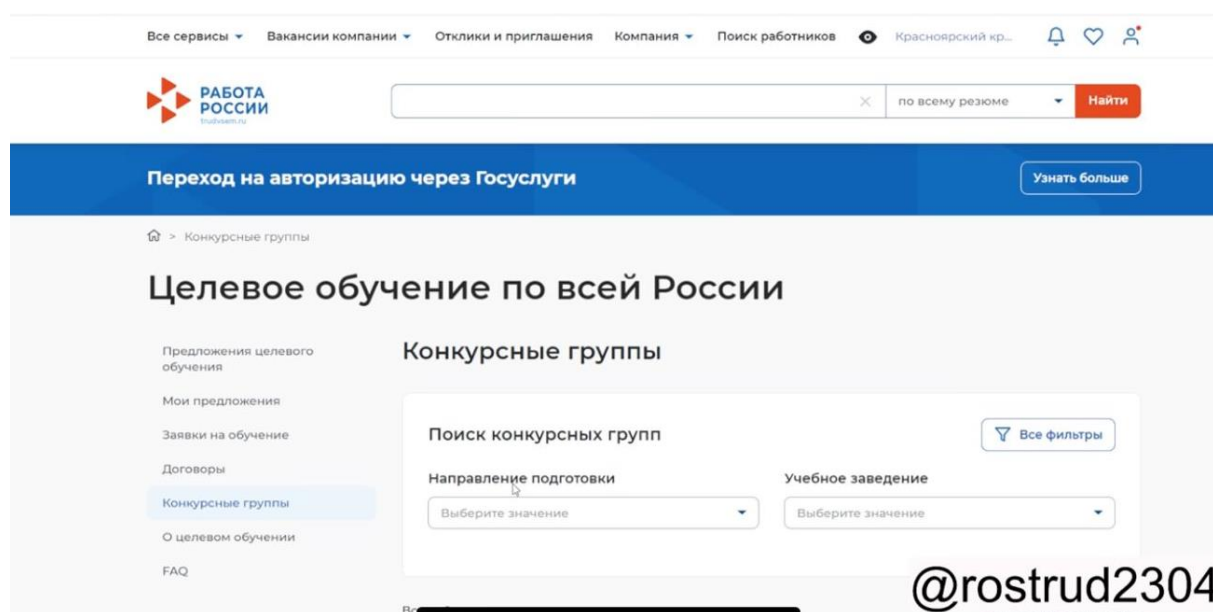 Все сервисы Вакансии компании Отклики и приглашения Компания Поиск работников Красноярский кр...
РАБОТА
РОССИИ
trudvsem.ru
по всему резюме Найти
Переход на авторизацию через Госуслуги Узнать больше
> Конкурсные группы
Целевое обучение по всей России
Предложения целевого
обучения
Мои предложения
Заявки на обучение
Договоры
Конкурсные группы
О целевом обучении
FAQ
Конкурсные группы
Поиск конкурсных групп Все фильтры
Направление подготовки Учебное заведение
Выберите значение Выберите значение
@rostrud2304